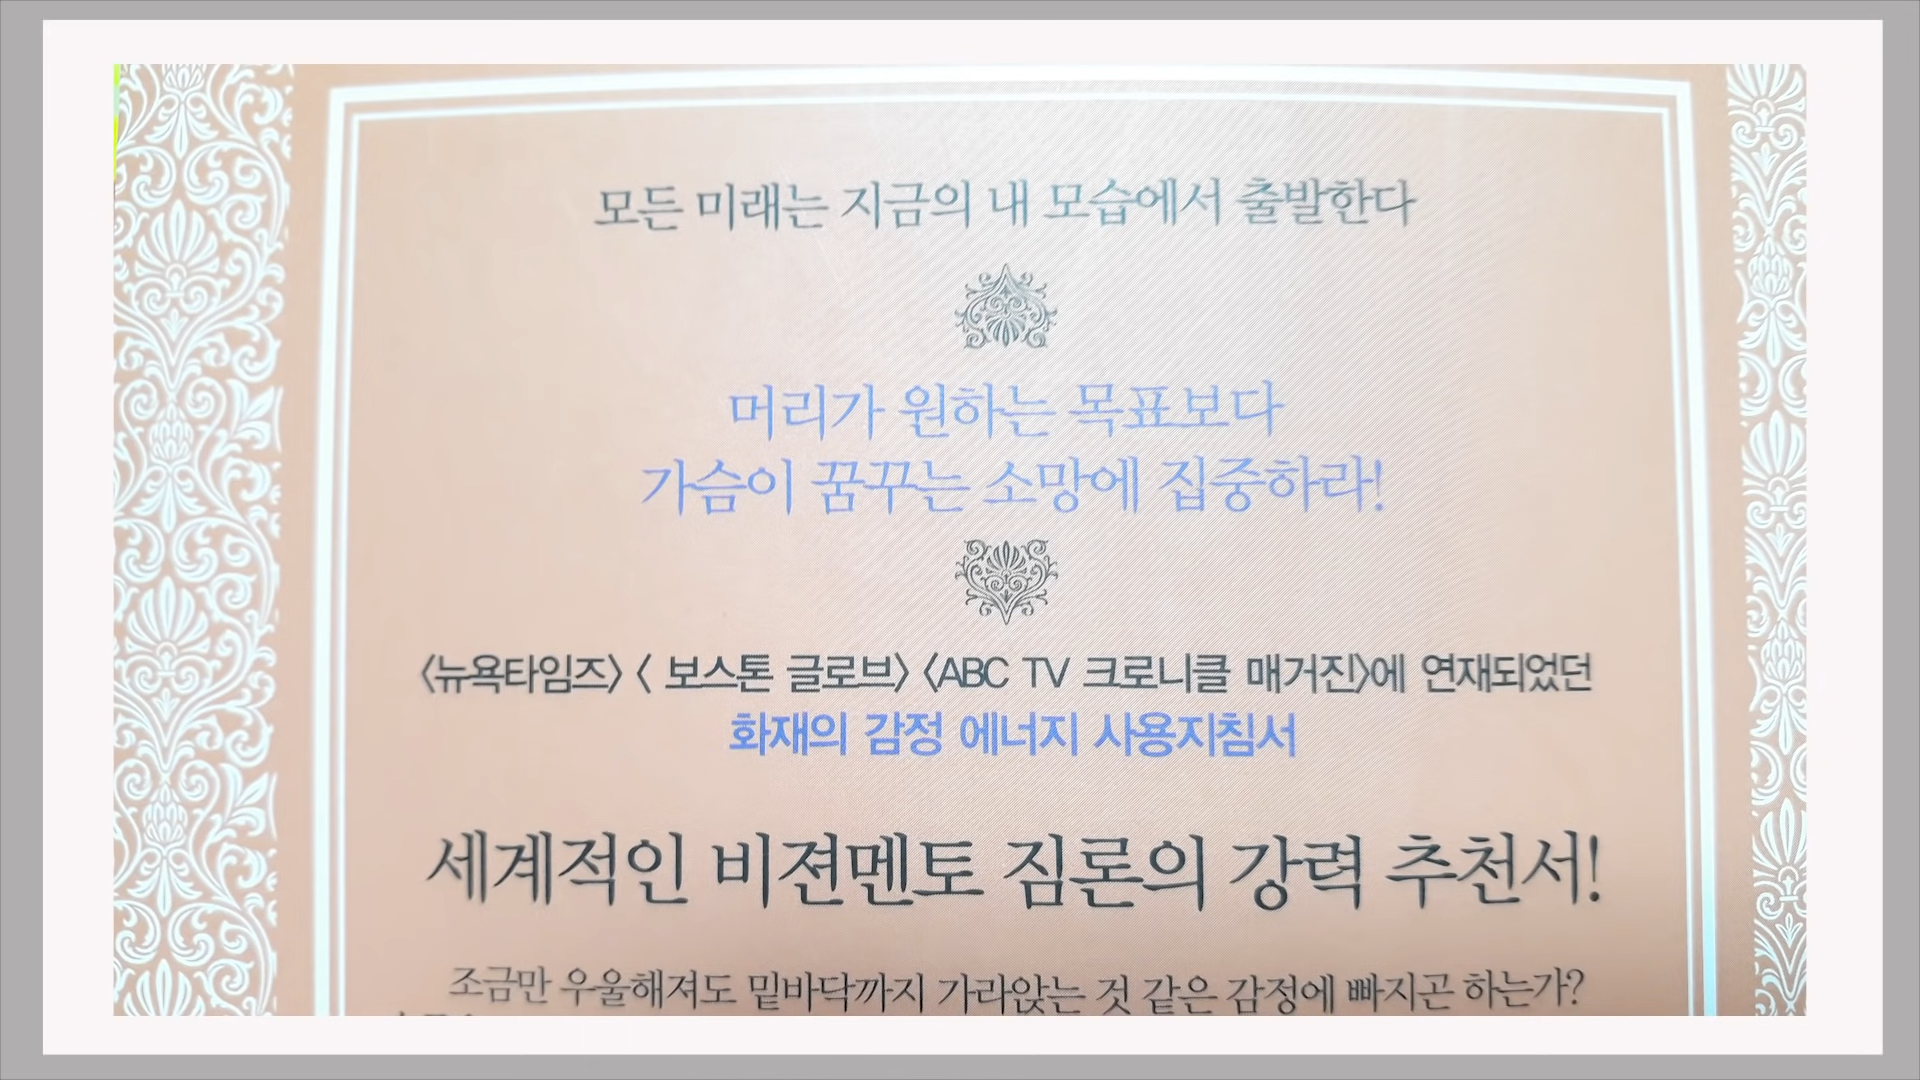 모든 미래는 지금의 내 모습에서 출발한다
머리가 원하는 목표보다
가슴이 꿈꾸는 소망에 집중하라!
〈뉴욕타임즈〉 〈 보스톤 글로브〉 〈ABC TV 크로니클 매거진〉에 연재되었던
화재의 감정 에너지 사용지침서
세계적인 비젼멘토 짐론의 강력 추천서!
조금만 우울해져도 밑바닥까지 가라앉는 것 같은 감정에 빠지곤 하는가?